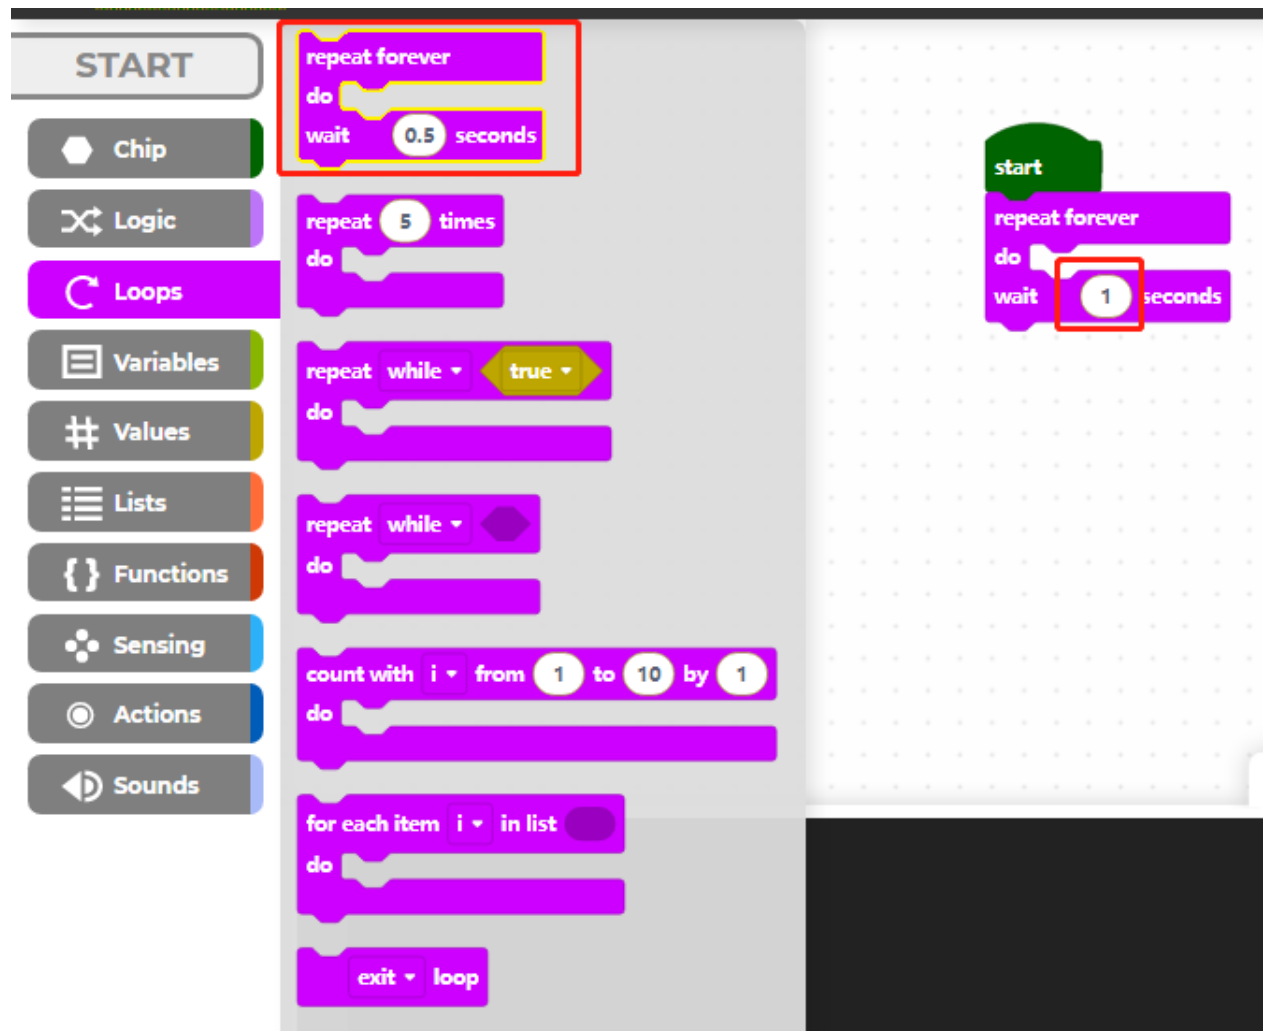 START
Chip
Logic
Loops
Variables
Values
Lists
Functions
Sensing
Actions
Sounds
repeat forever
do
wait 0.5 seconds
repeat 5 times
do
repeat while true
do
repeat while
do
count with i from 1 to 10 by 1
do
for each item i in list
do
exit loop
start
repeat forever
do
wait 1 seconds